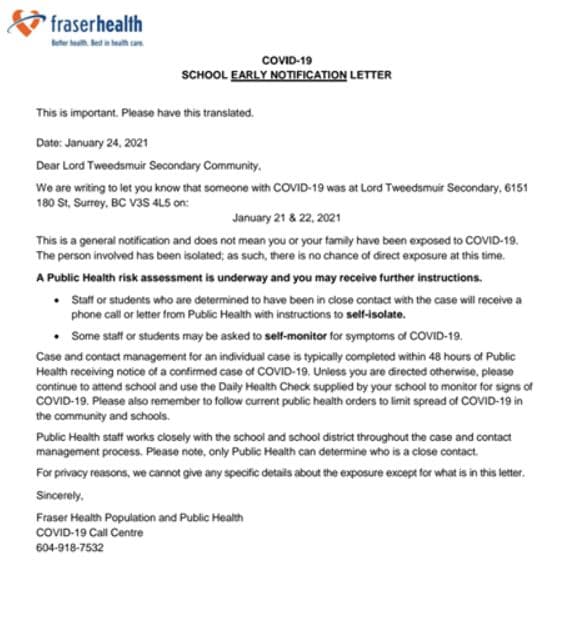 fraserhealth
Better health. Best in health care.
COVID-19
SCHOOL EARLY NOTIFICATION LETTER
This is important. Please have this translated.
Date: January 24, 2021
Dear Lord Tweedsmuir Secondary Community,
We are writing to let you know that someone with COVID-19 was at Lord Tweedsmuir Secondary, 6151
180 St, Surrey, BC V3S 4L5 on:
January 21 & 22, 2021
This is a general notification and does not mean you or your family have been exposed to COVID-19.
The person involved has been isolated; as such, there is no chance of direct exposure at this time.
A Public Health risk assessment is underway and you may receive further instructions.
• Staff or students who are determined to have been in close contact with the case will receive a
phone call or letter from Public Health with instructions to self-isolate.
• Some staff or students may be asked to self-monitor for symptoms of COVID-19.
Case and contact management for an individual case is typically completed within 48 hours of Public
Health receiving notice of a confirmed case of COVID-19. Unless you are directed otherwise, please
continue to attend school and use the Daily Health Check supplied by your school to monitor for signs of
COVID-19. Please also remember to follow current public health orders to limit spread of COVID-19 in
the community and schools.
Public Health staff works closely with the school and school district throughout the case and contact
management process. Please note, only Public Health can determine who is a close contact.
For privacy reasons, we cannot give any specific details about the exposure except for what is in this letter.
Sincerely,
Fraser Health Population and Public Health
COVID-19 Call Centre
604-918-7532